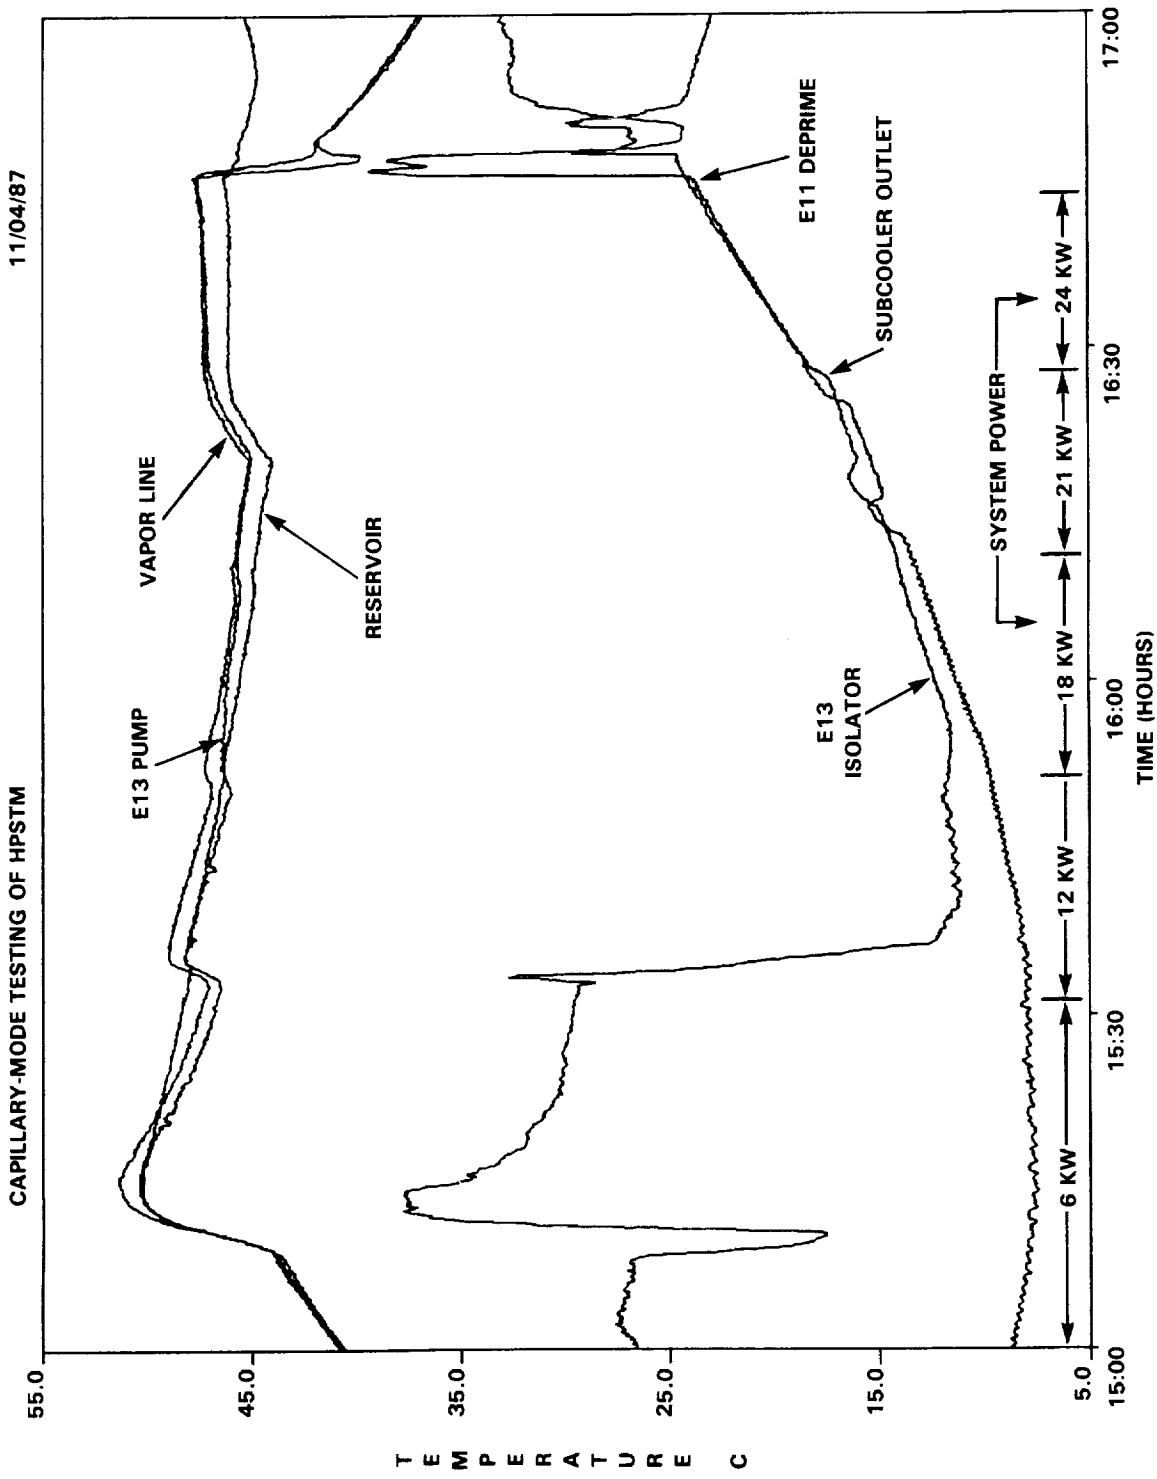 CAPILLARY-MODE TESTING OF HPSTM
11/04/87
TEMPERATURE C
55.0
45.0
35.0
25.0
15.0
5.0
E13 PUMP
VAPOR LINE
RESERVOIR
E13
ISOLATOR
SUBCOOLER OUTLET
E11 DEPRIME
SYSTEM POWER
6 KW
12 KW
18 KW
21 KW
24 KW
15:00
15:30
16:00
16:30
17:00
TIME (HOURS)